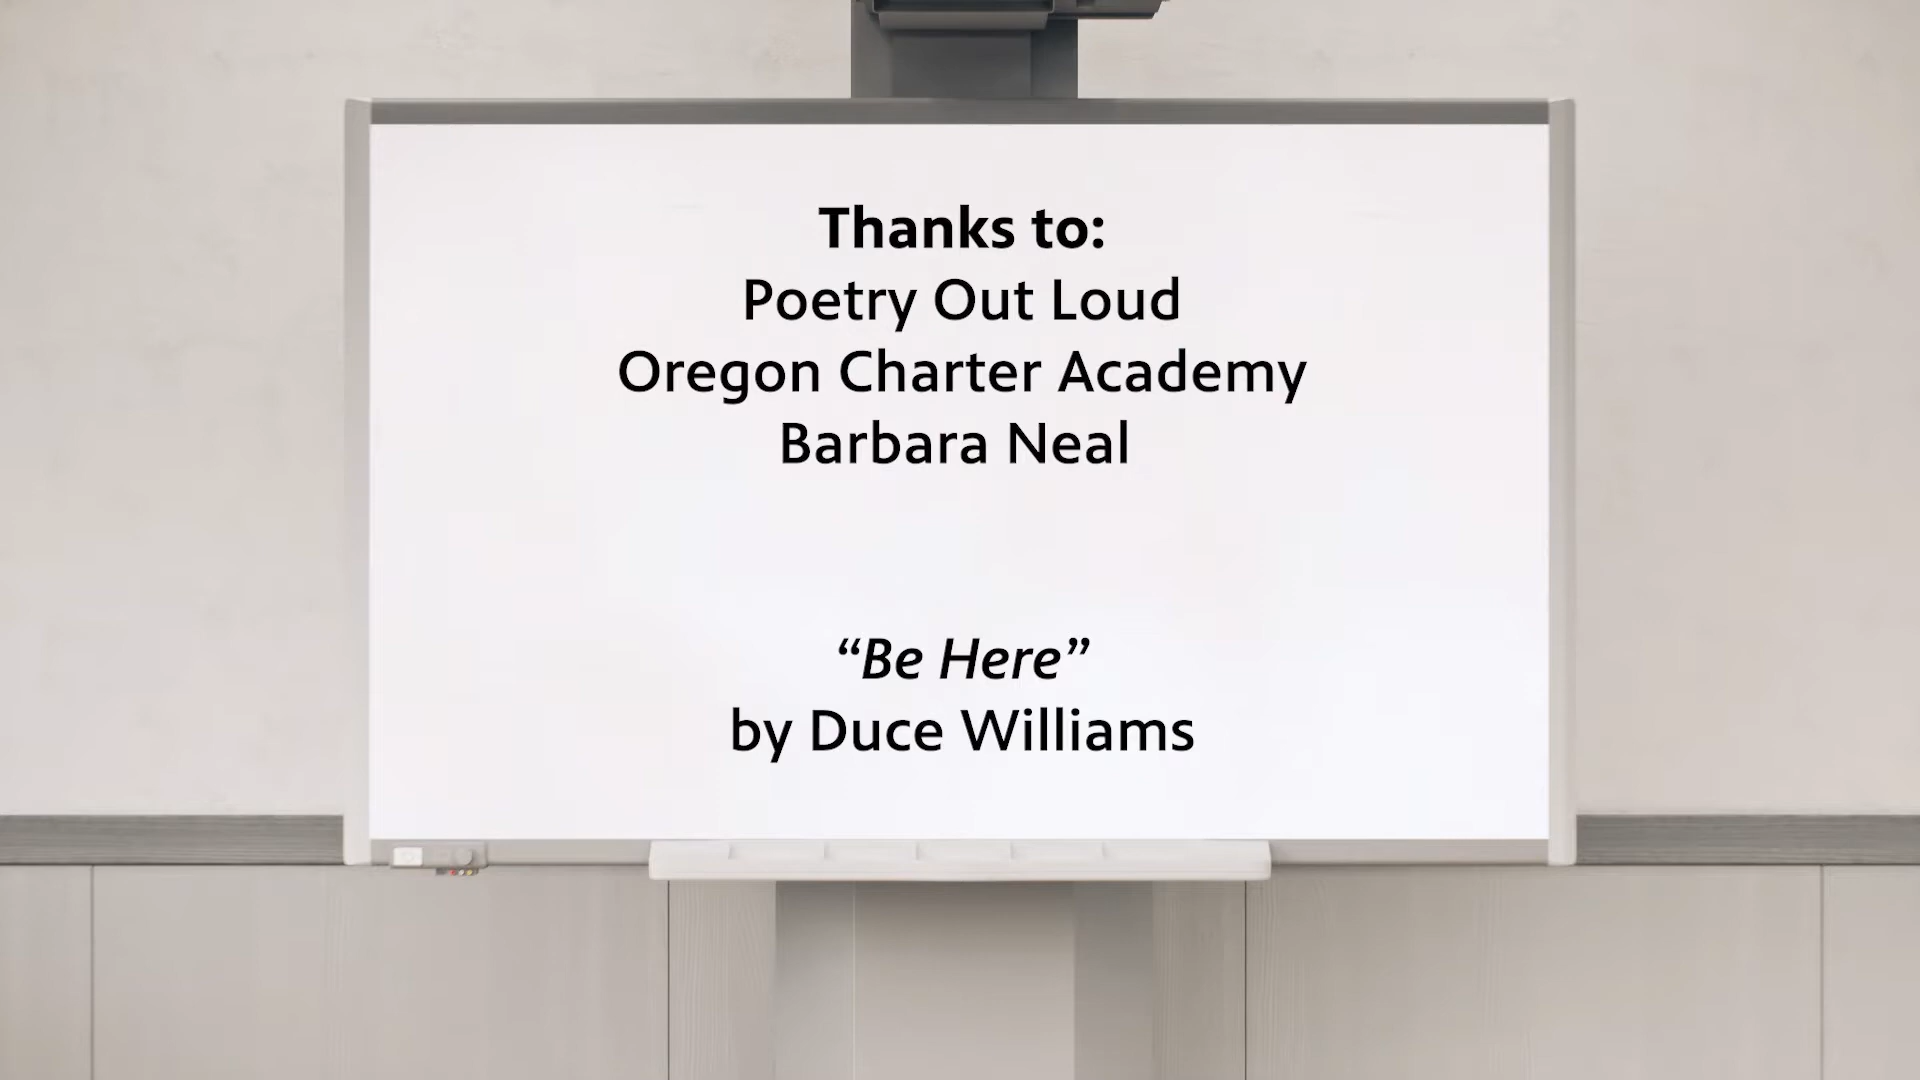 Thanks to:
Poetry Out Loud
Oregon Charter Academy
Barbara Neal
“Be Here”
by Duce Williams